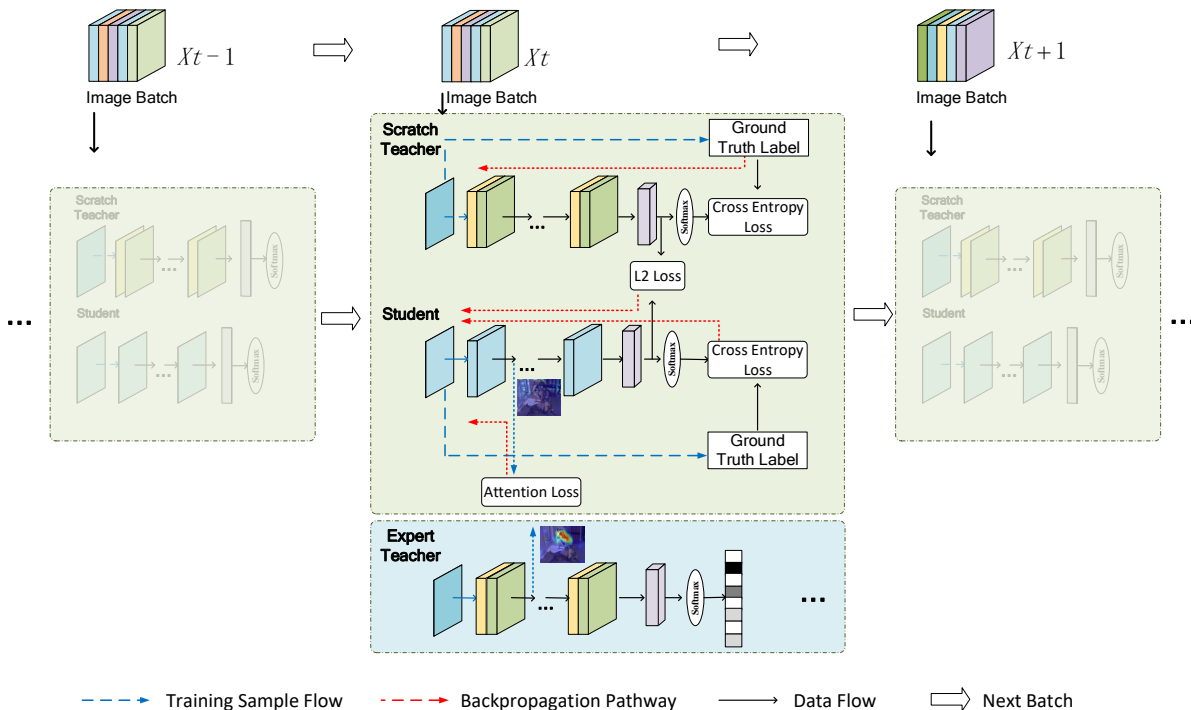 Xt-1
Xt
Xt+1
Image Batch
Image Batch
Image Batch
Scratch
Teacher
Softmax
Student
Softmax
...
...
...
Scratch
Teacher
Ground
Truth Label
...
Softmax
Cross Entropy
Loss
L2 Loss
Student
...
Softmax
Cross Entropy
Loss
Ground
Truth Label
Attention Loss
Scratch
Teacher
...
Softmax
Student
...
Softmax
...
Expert
Teacher
...
Softmax
...
Training Sample Flow
Backpropagation Pathway
Data Flow
Next Batch